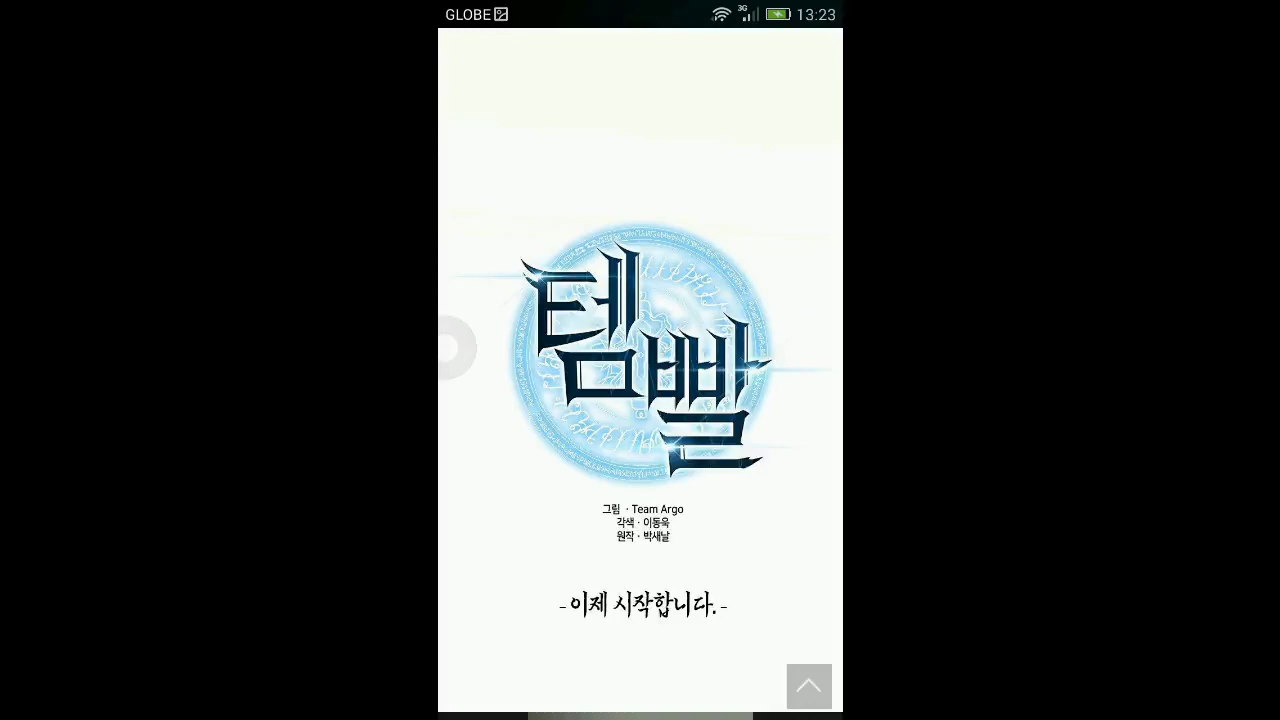 GLOBE
3G
13:23
템빨
그림 · Team Argo
각색 · 이동욱
원작 · 박새날
- 이제 시작합니다. -